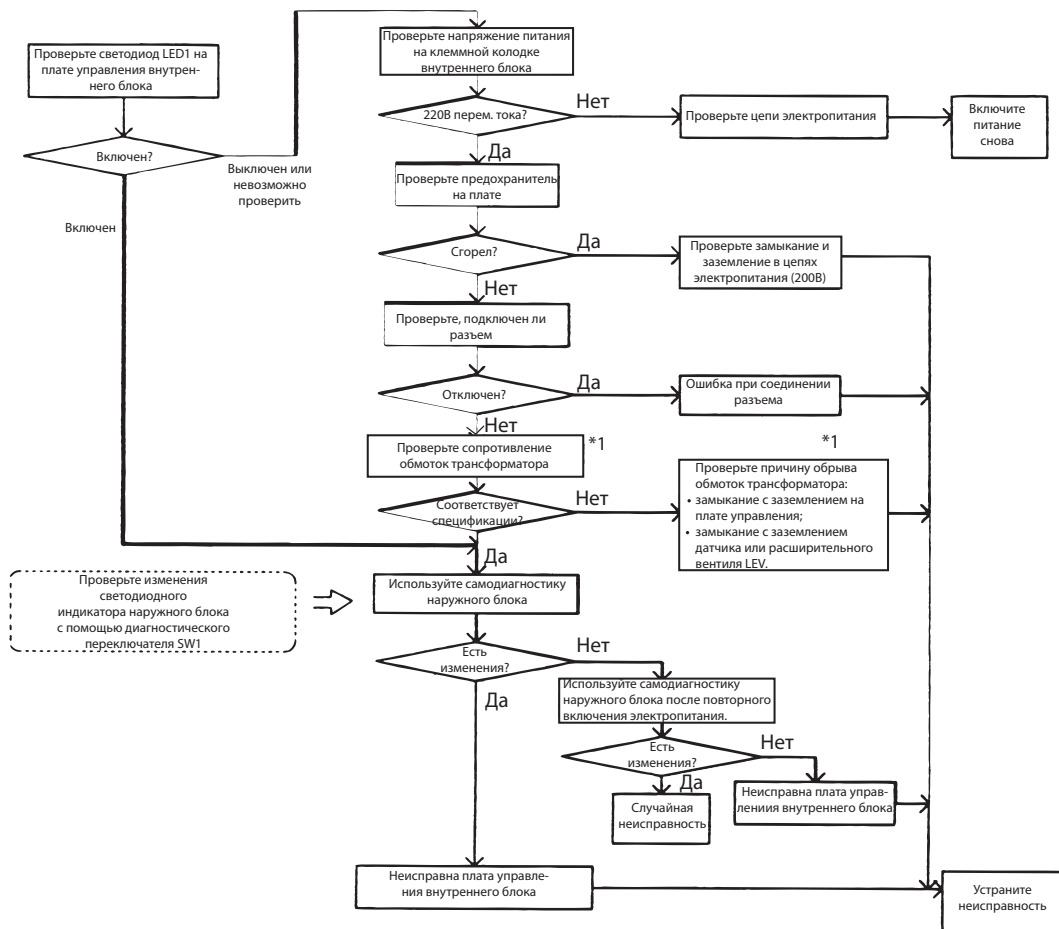 Проверьте светодиод LED1 на
плате управления внутрен-
него блока
Включен?
Выключен или
невозможно
проверить
Включен
Проверьте напряжение питания
на клеммной колодке
внутреннего блока
220В перем. тока?
Нет
Проверьте цепи электропитания
Включите
питание
снова
Да
Проверьте предохранитель
на плате
Сгорел?
Да
Проверьте замыкание и
заземление в цепях
электропитания (200В)
Нет
Проверьте, подключен ли
разъем
Отключен?
Да
Ошибка при соединении
разъема
Нет
Проверьте сопротивление
обмоток трансформатора
*1
Соответствует
спецификации?
Нет
*1
Проверьте причину обрыва
обмоток трансформатора:
• замыкание с заземлением на
плате управления;
• замыкание с заземлением
датчика или расширительного
вентиля LEV.
Да
Проверьте изменения
светодиодного
индикатора наружного блока
с помощью диагностического
переключателя SW1
Используйте самодиагностику
наружного блока
Есть
изменения?
Нет
Используйте самодиагностику
наружного блока после повторного
включения электропитания.
Да
Есть
изменения?
Нет
Да
Случайная
неисправность
Неисправна плата управ-
лениия внутреннего блока
Неисправна плата управле-
ния внутреннего блока
Устраните
неисправность